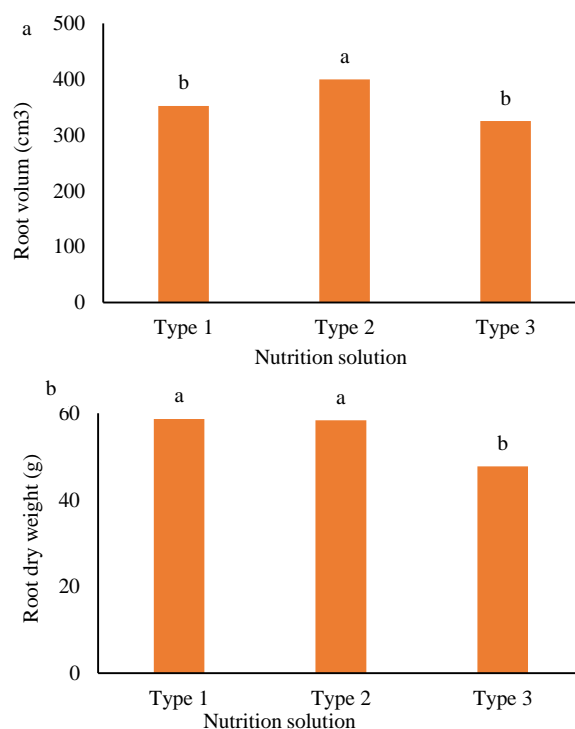 a
500
400
300
200
100
0
Root volum (cm3)
b
a
b
Type 1
Type 2
Type 3
Nutrition solution
b
60
40
20
0
Root dry weight (g)
a
a
b
Type 1
Type 2
Type 3
Nutrition solution